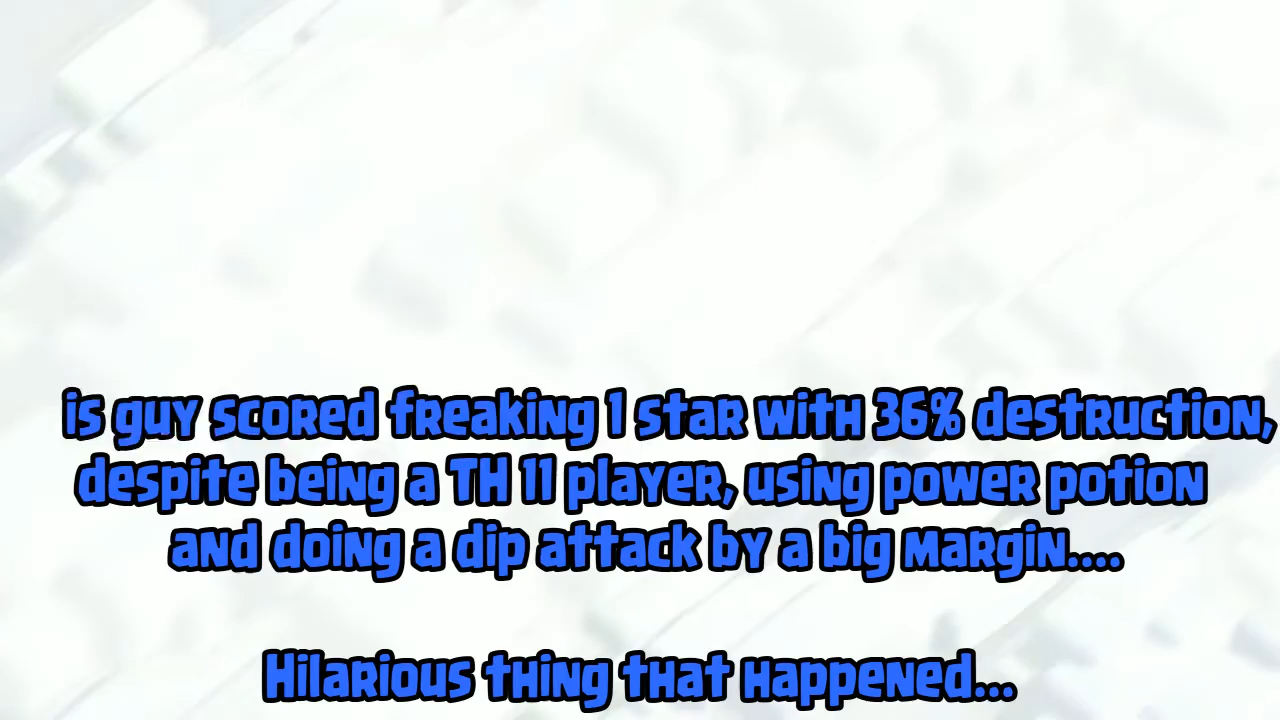 is guy scored freaking 1 star with 36% destruction,
despite being a TH 11 player, using power potion
and doing a dip attack by a big margin....
Hilarious thing that happened...